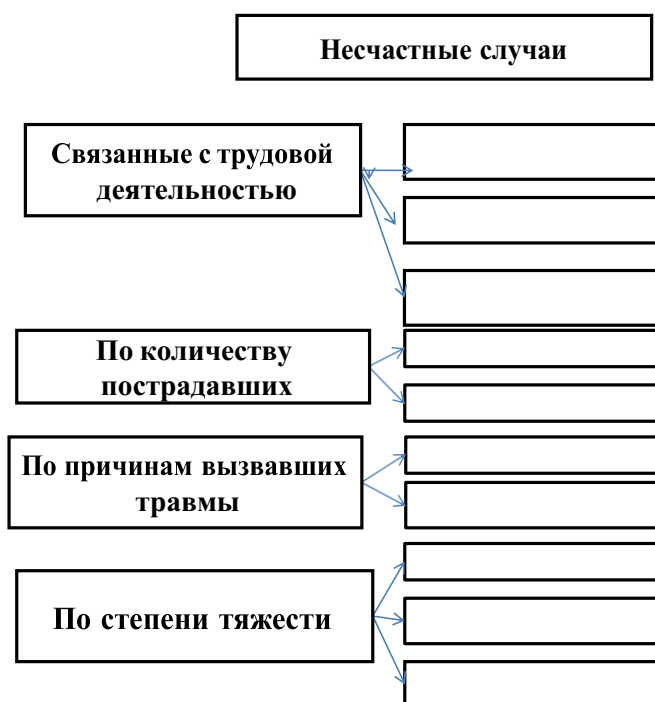 Несчастные случаи
Связанные с трудовой
деятельностью
По количеству
пострадавших
По причинам вызвавших
травмы
По степени тяжести